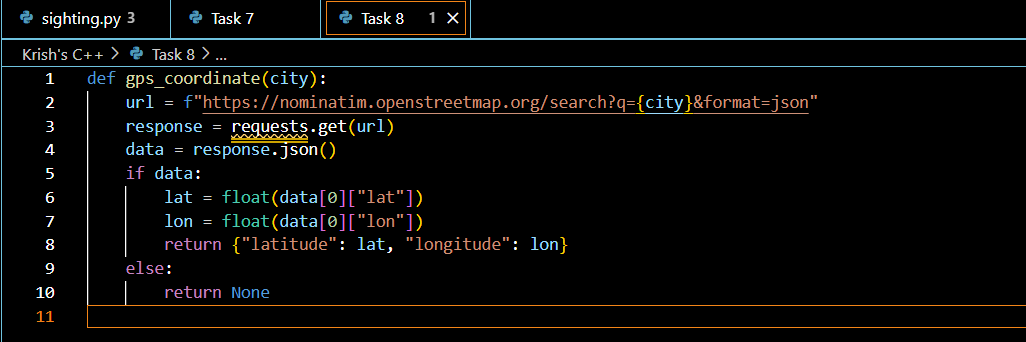 sighting.py 3 Task 7 Task 8 1
Krish's C++ > Task 8 > ...
1 def gps_coordinate(city):
2 url = f"https://nominatim.openstreetmap.org/search?q={city}&format=json"
3 response = requests.get(url)
4 data = response.json()
5 if data:
6 lat = float(data[0]["lat"])
7 lon = float(data[0]["lon"])
8 return {"latitude": lat, "longitude": lon}
9 else:
10 return None
11